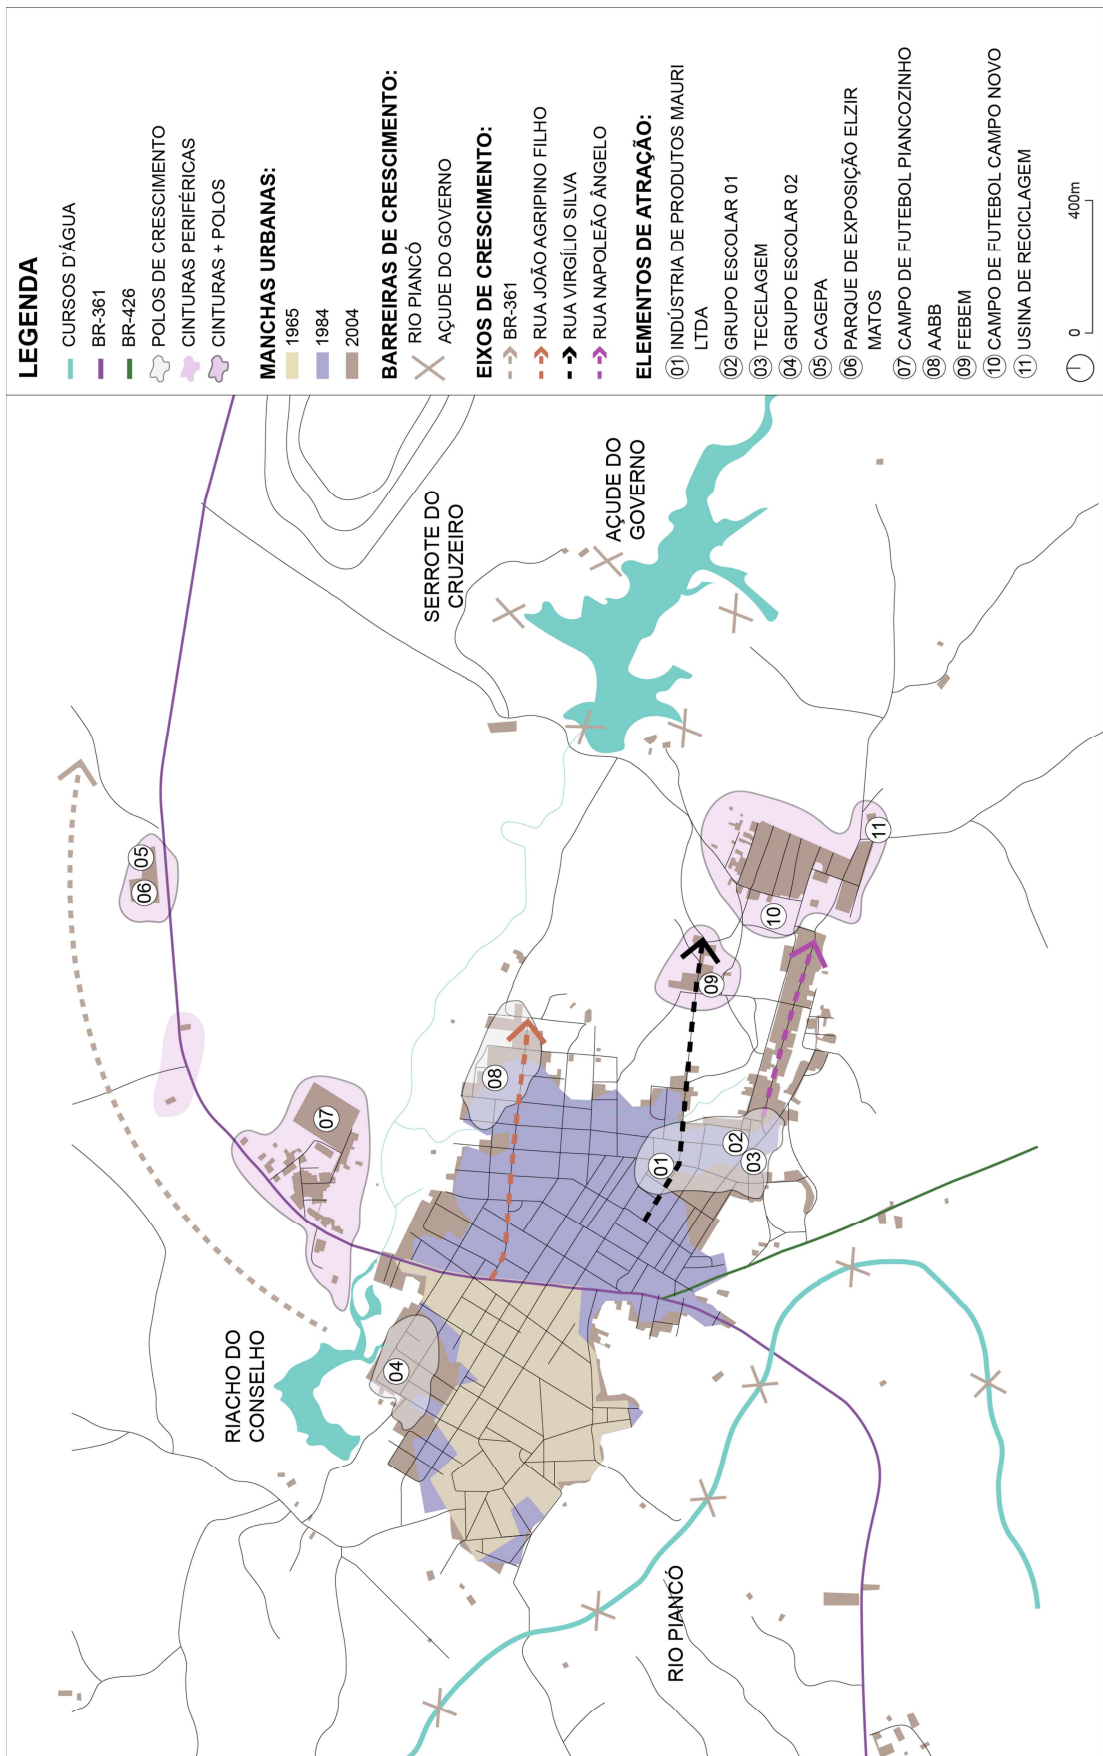 LEGENDA
CURSOS D'ÁGUA
BR-361
BR-426
POLOS DE CRESCIMENTO
CINTURAS PERIFÉRICAS
CINTURAS + POLOS
MANCHAS URBANAS:
1965
1984
2004
BARREIRAS DE CRESCIMENTO:
RIO PIANCÓ
AÇUDE DO GOVERNO
EIXOS DE CRESCIMENTO:
BR-361
RUA JOÃO AGRIPINO FILHO
RUA VIRGÍLIO SILVA
RUA NAPOLEÃO ÂNGELO
ELEMENTOS DE ATRAÇÃO:
01 INDÚSTRIA DE PRODUTOS MAURI
LTDA
02 GRUPO ESCOLAR 01
03 TECELAGEM
04 GRUPO ESCOLAR 02
05 CAGEPA
06 PARQUE DE EXPOSIÇÃO ELZIR
MATOS
07 CAMPO DE FUTEBOL PIANCOZINHO
08 AABB
09 FEBEM
10 CAMPO DE FUTEBOL CAMPO NOVO
11 USINA DE RECICLAGEM
0 400m
RIACHO DO
CONSELHO
SERROTE DO
CRUZEIRO
AÇUDE DO
GOVERNO
RIO PIANCÓ
06
05
07
04
08
01
02
03
09
10
11